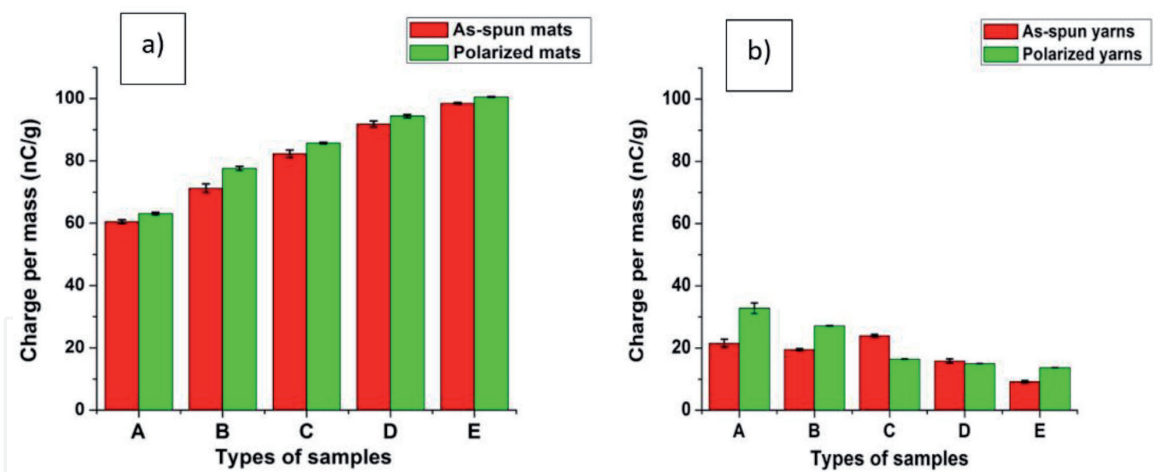 a)
As-spun mats
Polarized mats
Charge per mass (nC/g)
100
80
60
40
20
0
A B C D E
Types of samples
b)
As-spun yarns
Polarized yarns
Charge per mass (nC/g)
100
80
60
40
20
0
A B C D E
Types of samples